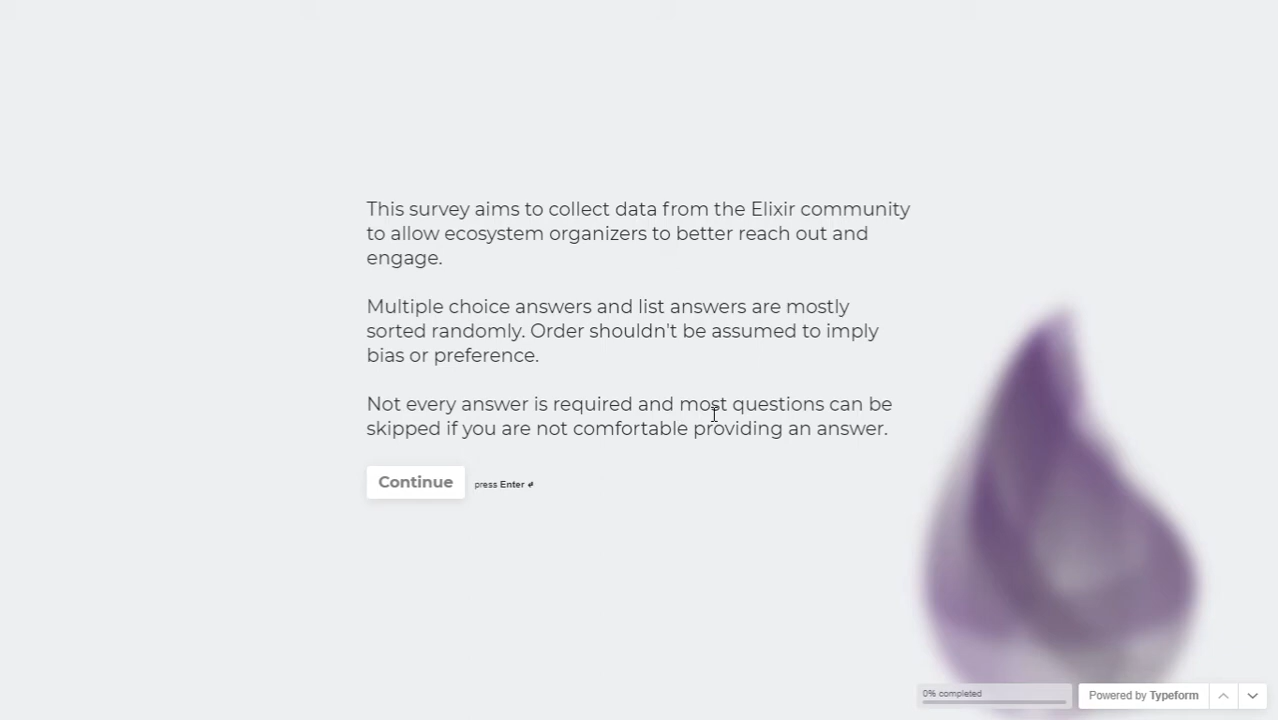 This survey aims to collect data from the Elixir community
to allow ecosystem organizers to better reach out and
engage.
Multiple choice answers and list answers are mostly
sorted randomly. Order shouldn't be assumed to imply
bias or preference.
Not every answer is required and most questions can be
skipped if you are not comfortable providing an answer.
Continue press Enter ↵
0% completed
Powered by Typeform